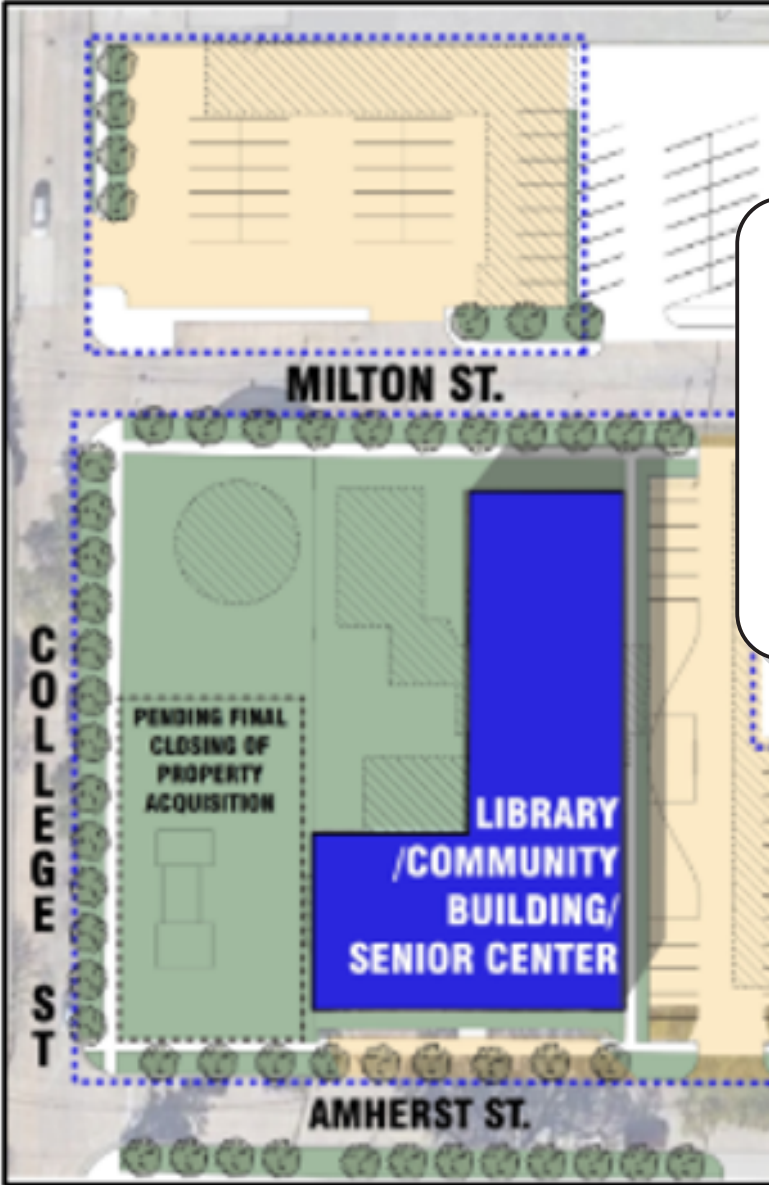 MILTON ST.
COLLEGE ST
PENDING FINAL
CLOSING OF
PROPERTY
ACQUISITION
LIBRARY
/COMMUNITY
BUILDING/
SENIOR CENTER
AMHERST ST.